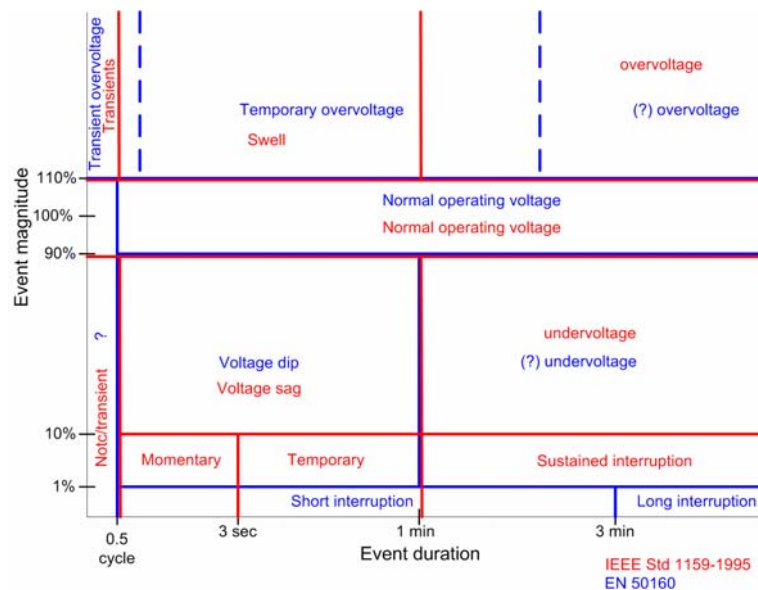 Transient overvoltage
Transients
overvoltage
Temporary overvoltage
(?) overvoltage
Swell
110%
Normal operating voltage
100%
Normal operating voltage
90%
Event magnitude
?
Notc/transient
undervoltage
Voltage dip
(?) undervoltage
Voltage sag
10%
Momentary
Temporary
Sustained interruption
1%
Short interruption
Long interruption
0.5
cycle
3 sec
1 min
3 min
Event duration
IEEE Std 1159-1995
EN 50160